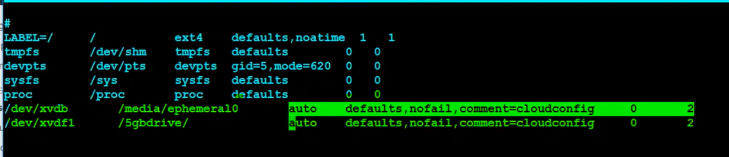 #
LABEL=/ / ext4 defaults,noatime 1 1
tmpfs /dev/shm tmpfs defaults 0 0
devpts /dev/pts devpts gid=5,mode=620 0 0
sysfs /sys sysfs defaults 0 0
proc /proc proc defaults 0 0
/dev/xvdb /media/ephemeral0 auto defaults,nofail,comment=cloudconfig 0 2
/dev/xvdf1 /5gbdrive/ auto defaults,nofail,comment=cloudconfig 0 2